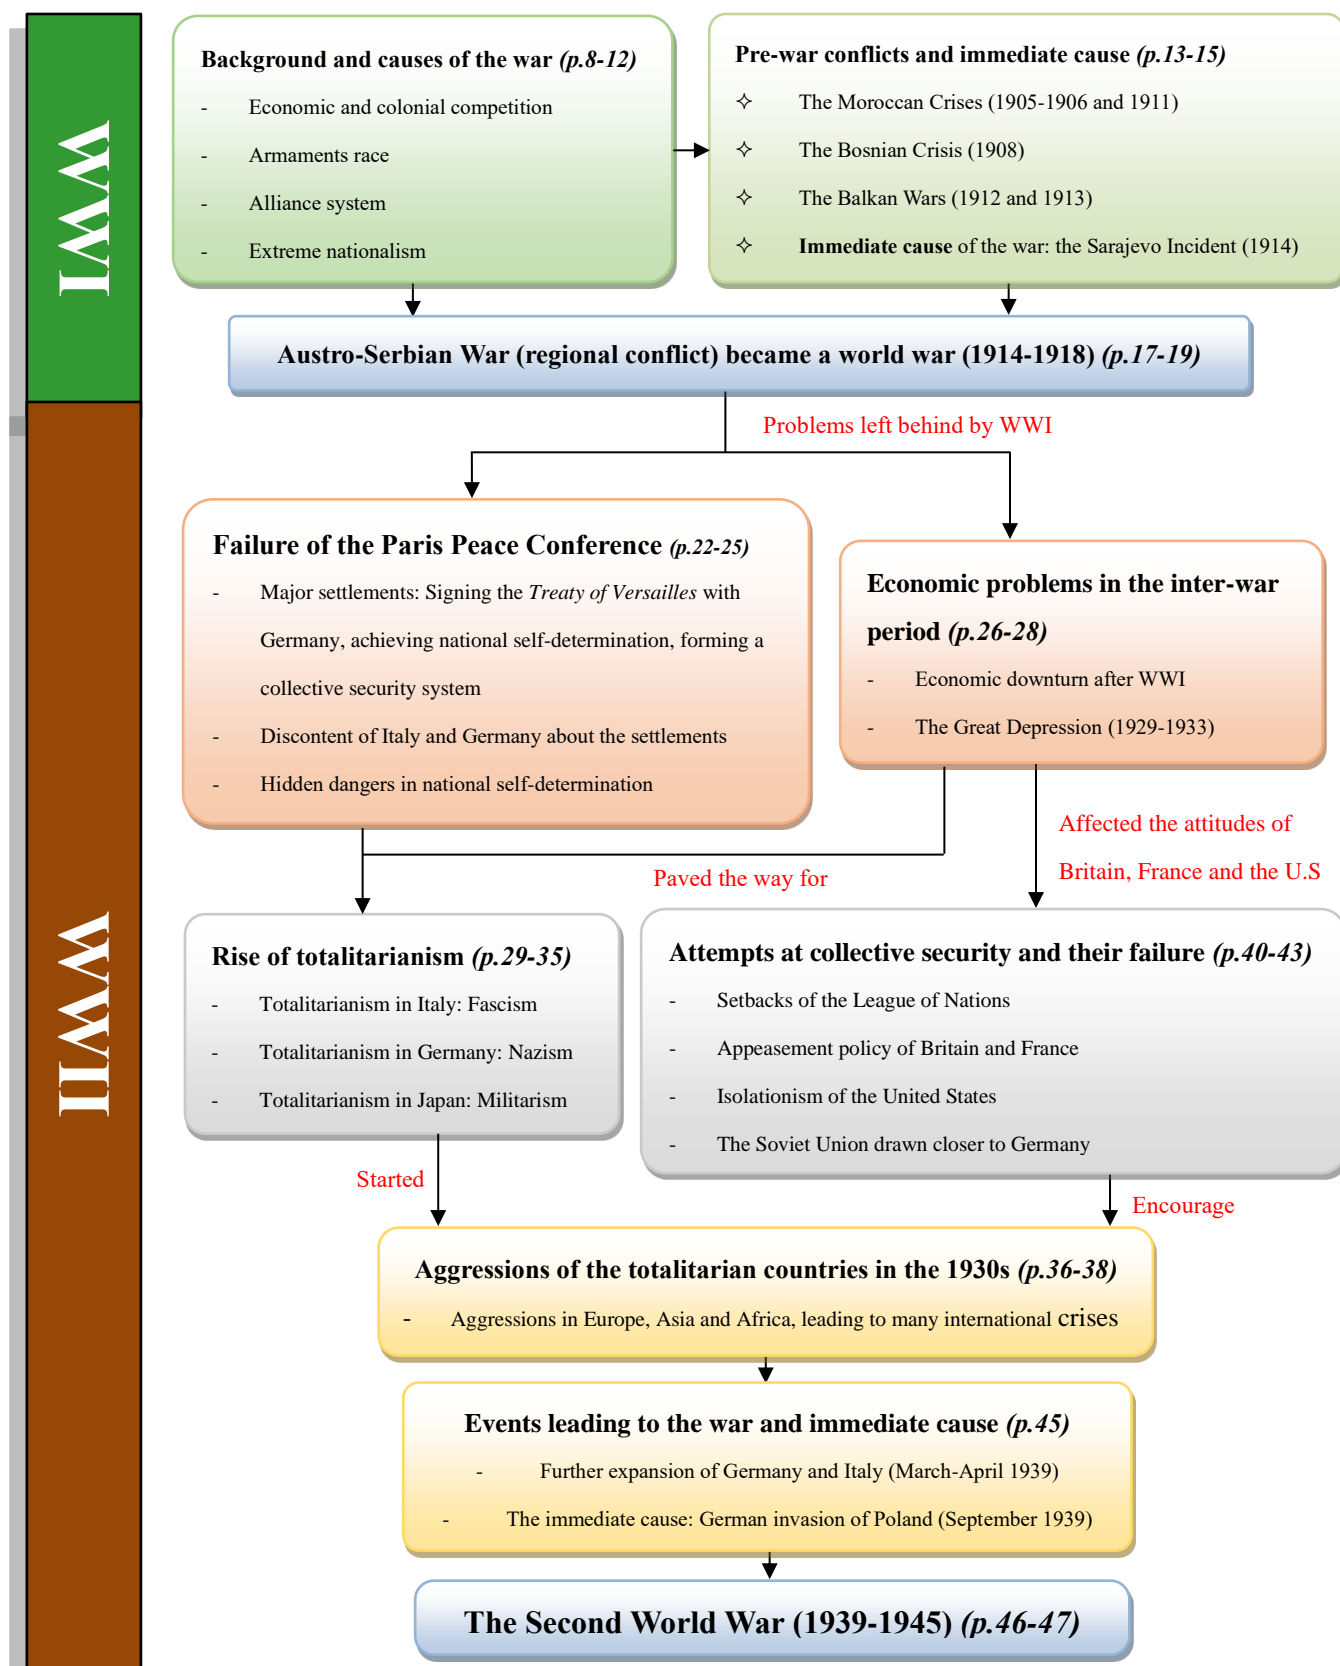 WWI
Background and causes of the war (p.8-12)
- Economic and colonial competition
- Armaments race
- Alliance system
- Extreme nationalism
Pre-war conflicts and immediate cause (p.13-15)
✧ The Moroccan Crises (1905-1906 and 1911)
✧ The Bosnian Crisis (1908)
✧ The Balkan Wars (1912 and 1913)
✧ Immediate cause of the war: the Sarajevo Incident (1914)
Austro-Serbian War (regional conflict) became a world war (1914-1918) (p.17-19)
WWII
Problems left behind by WWI
Failure of the Paris Peace Conference (p.22-25)
- Major settlements: Signing the Treaty of Versailles with
Germany, achieving national self-determination, forming a
collective security system
- Discontent of Italy and Germany about the settlements
- Hidden dangers in national self-determination
Economic problems in the inter-war
period (p.26-28)
- Economic downturn after WWI
- The Great Depression (1929-1933)
Paved the way for
Affected the attitudes of
Britain, France and the U.S
Rise of totalitarianism (p.29-35)
- Totalitarianism in Italy: Fascism
- Totalitarianism in Germany: Nazism
- Totalitarianism in Japan: Militarism
Attempts at collective security and their failure (p.40-43)
- Setbacks of the League of Nations
- Appeasement policy of Britain and France
- Isolationism of the United States
- The Soviet Union drawn closer to Germany
Started
Encourage
Aggressions of the totalitarian countries in the 1930s (p.36-38)
- Aggressions in Europe, Asia and Africa, leading to many international crises
Events leading to the war and immediate cause (p.45)
- Further expansion of Germany and Italy (March-April 1939)
- The immediate cause: German invasion of Poland (September 1939)
The Second World War (1939-1945) (p.46-47)